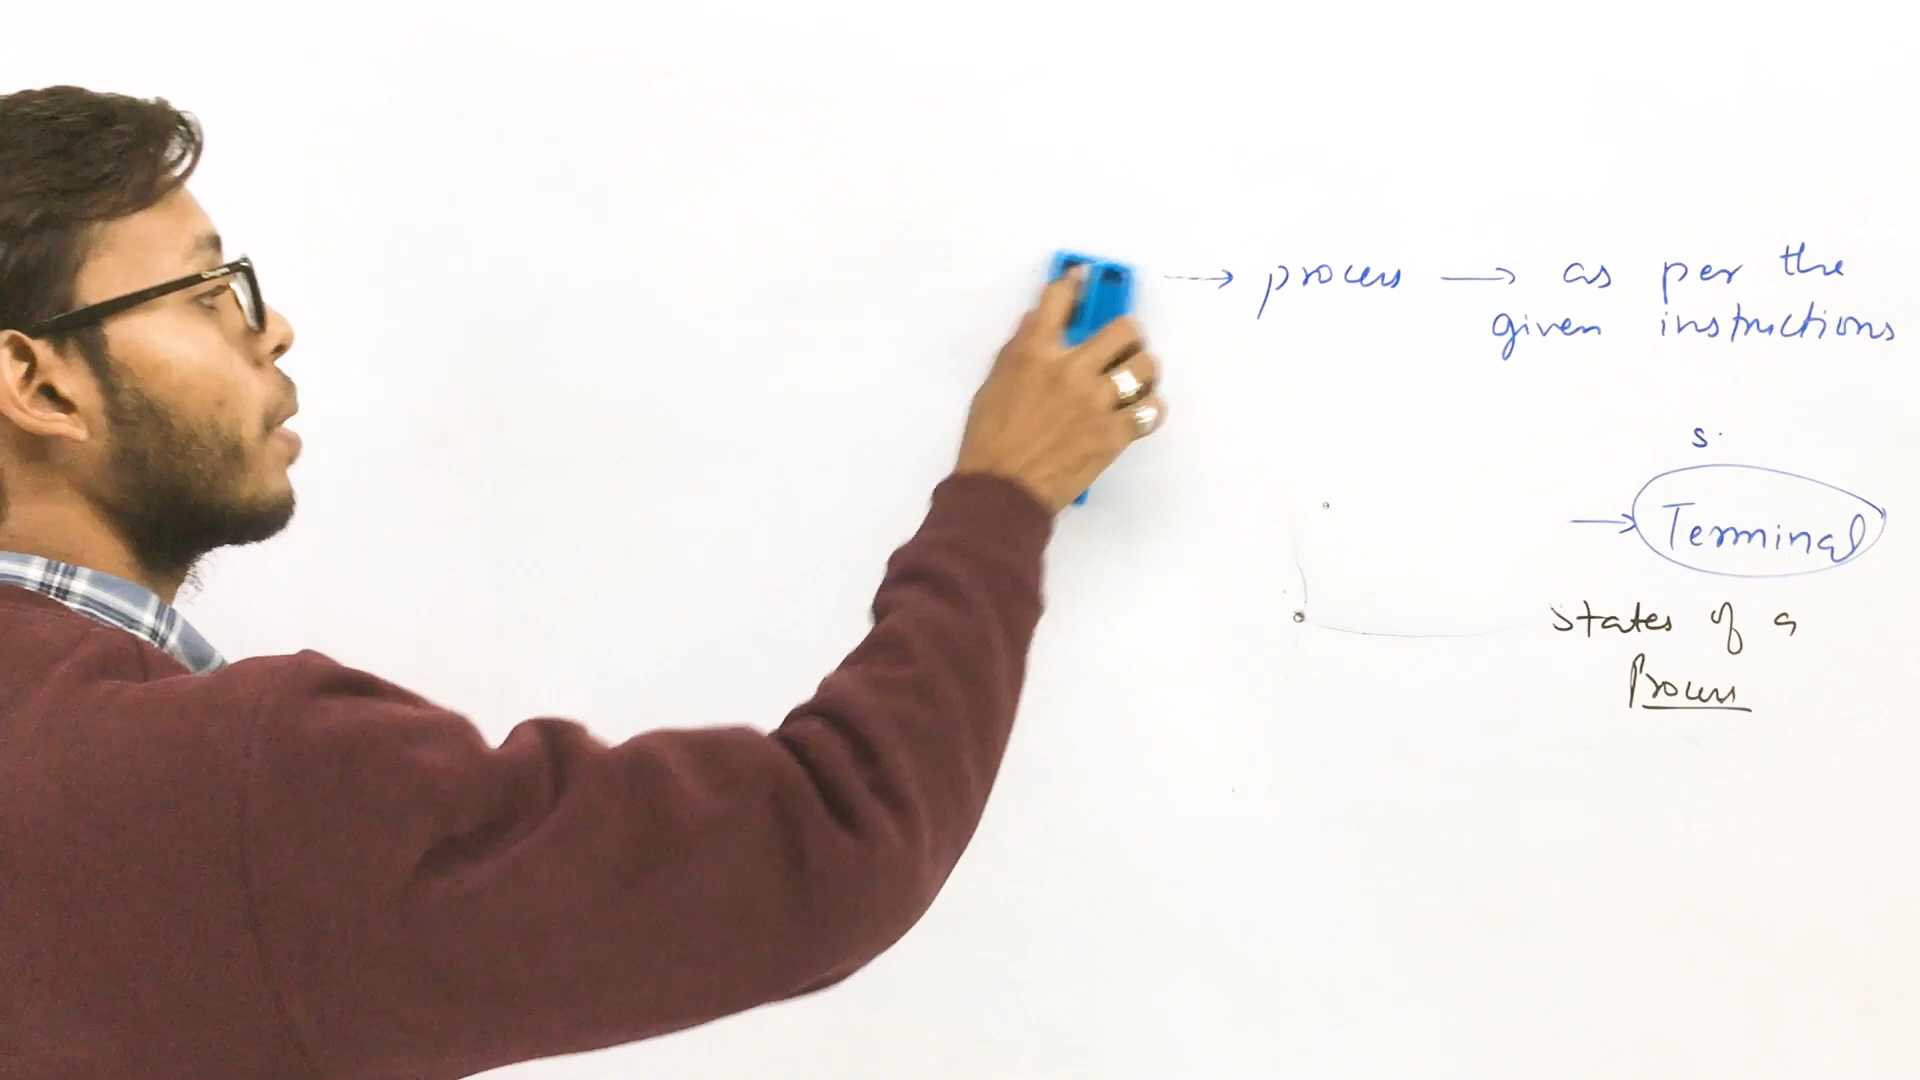 → process → as per the
given instructions
s.
→ Terminal
States of a
Process